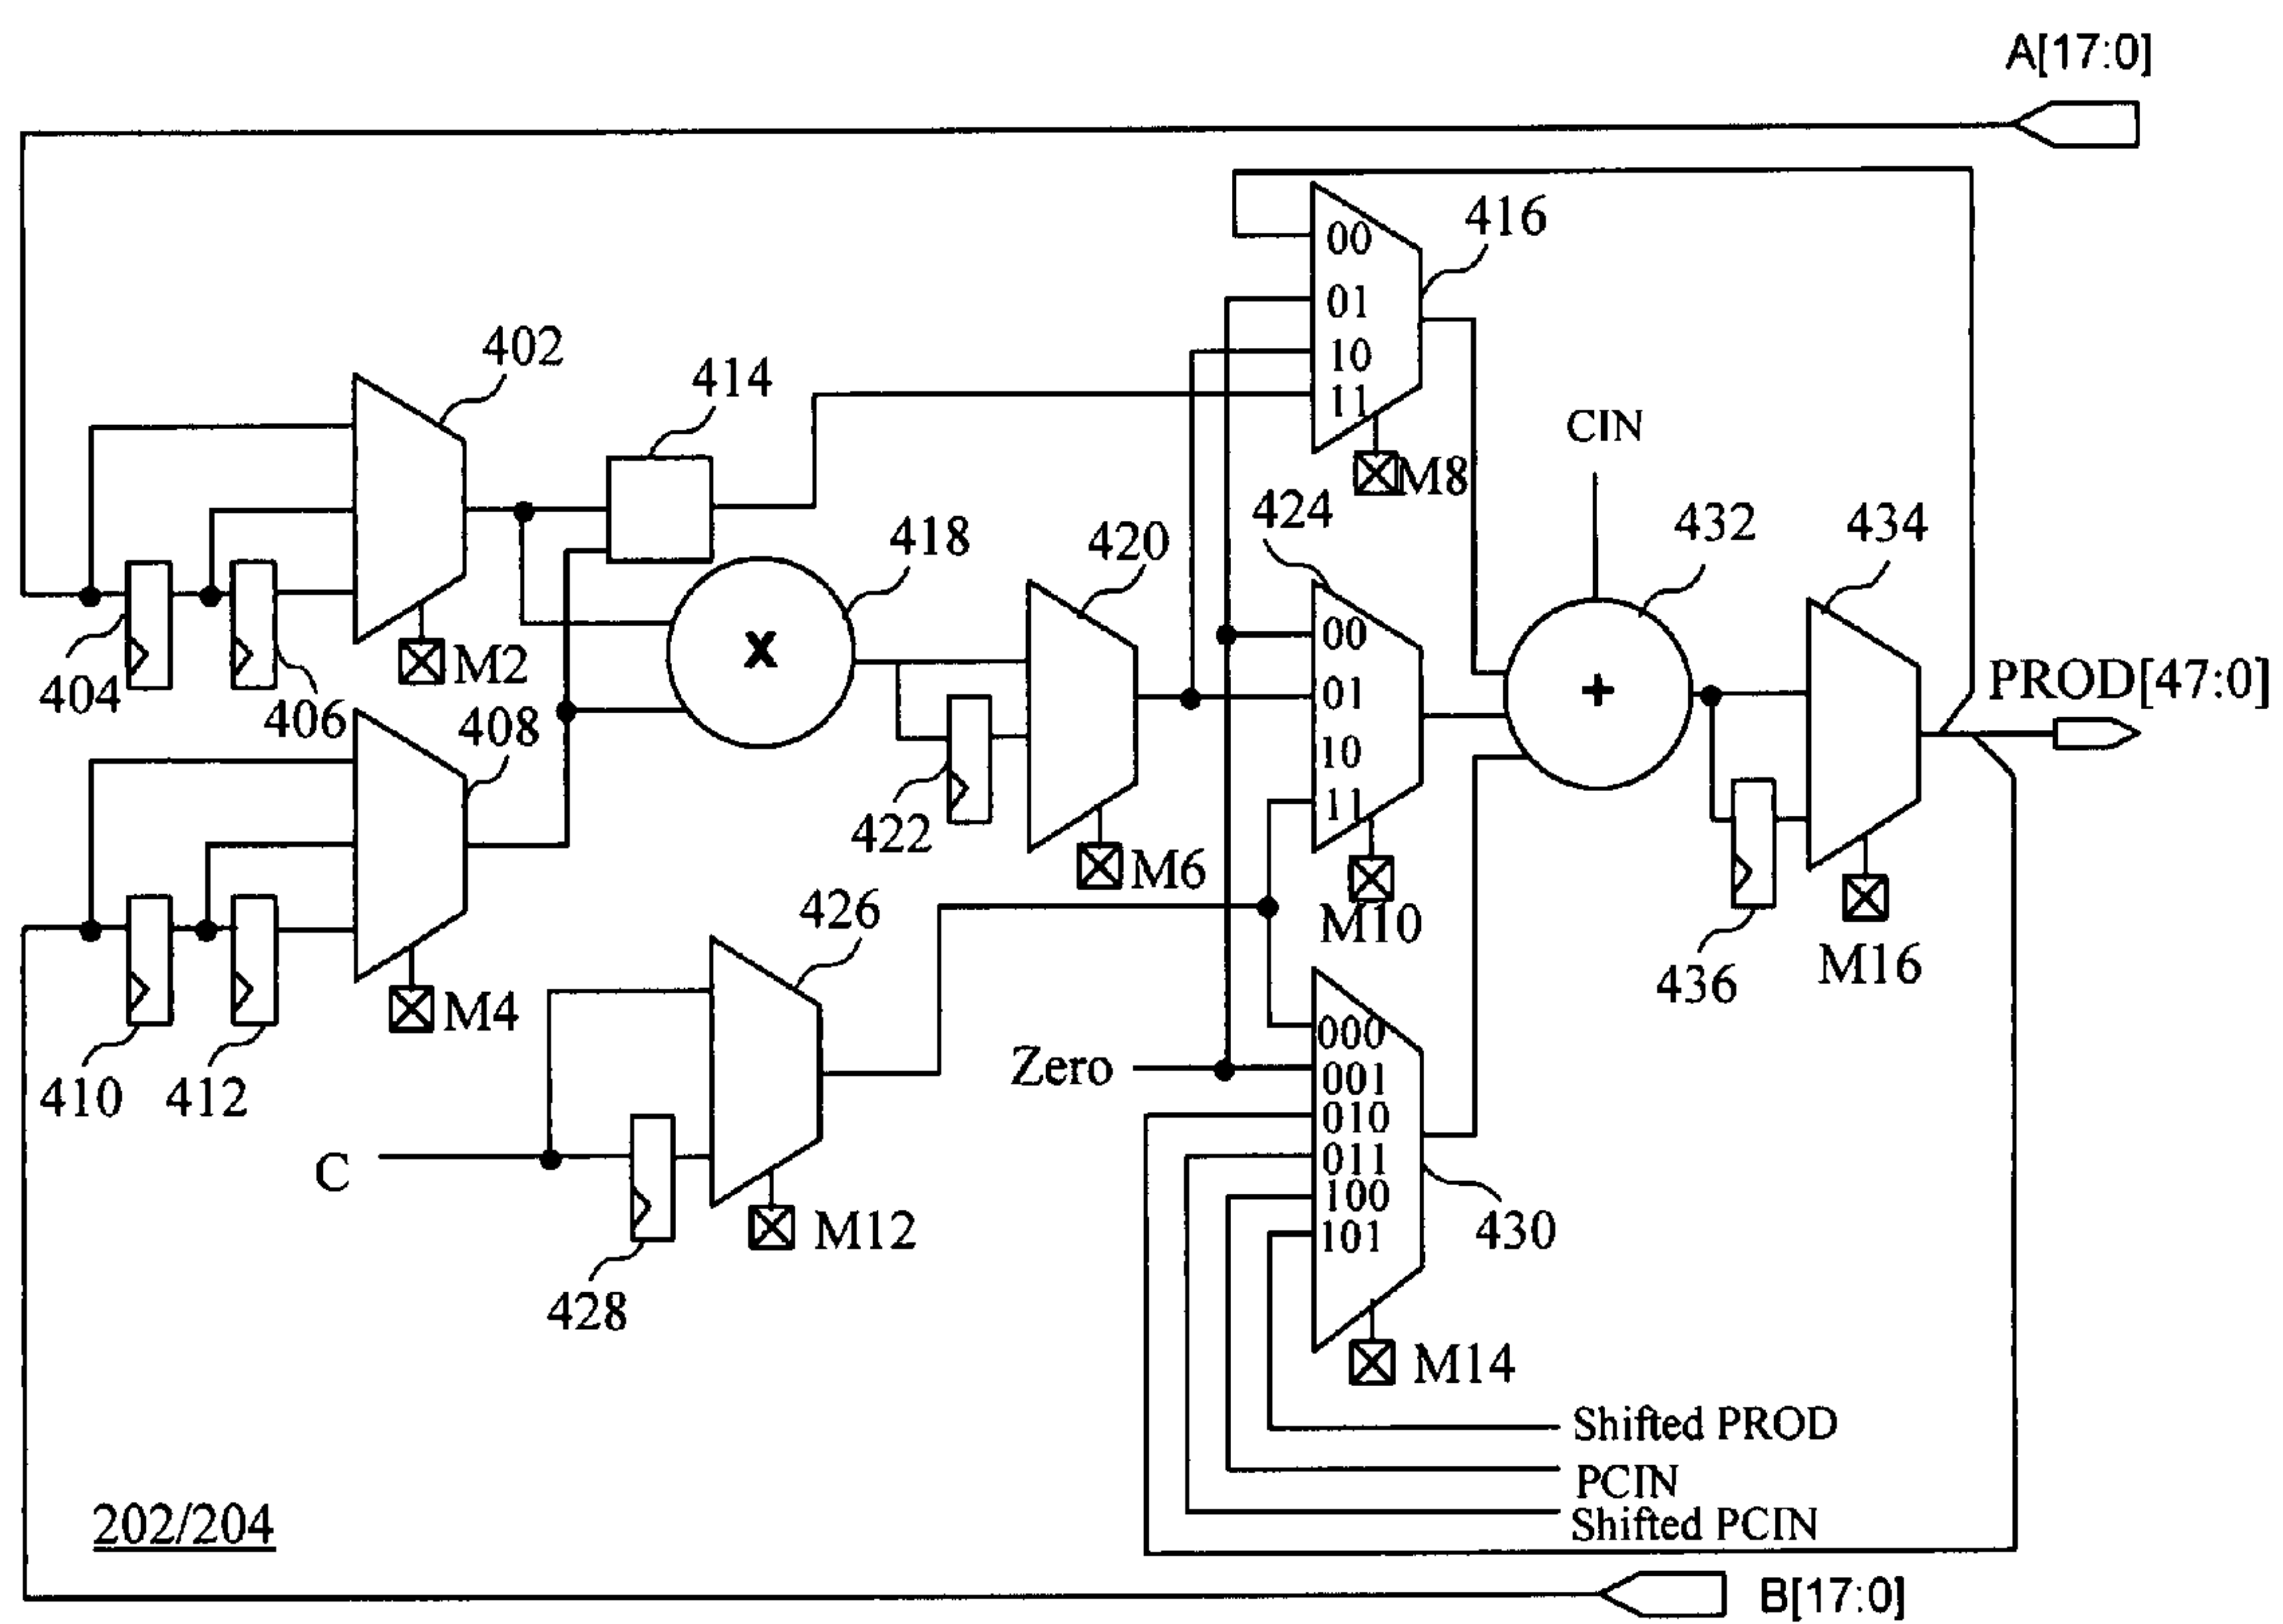 A[17:0]
416
00
01
10
11
M8
402
414
CIN
418
420
424
432
434
X
00
01
10
11
+
PROD[47:0]
404
406
M2
408
422
M6
M10
436
M16
410
412
M4
426
Zero
000
001
010
011
100
101
430
C
428
M12
M14
Shifted PROD
PCIN
Shifted PCIN
202/204
B[17:0]